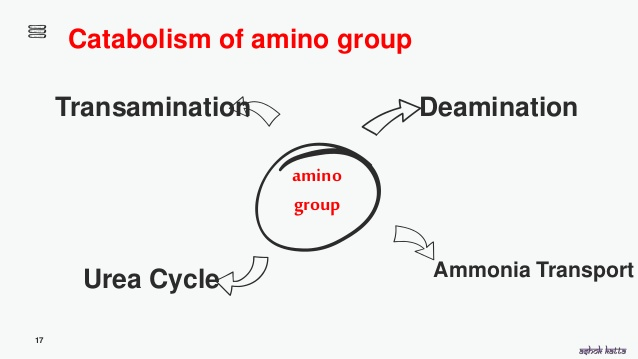 Catabolism of amino group
Transamination
Deamination
amino
group
Urea Cycle
Ammonia Transport
17
Ashok Katta